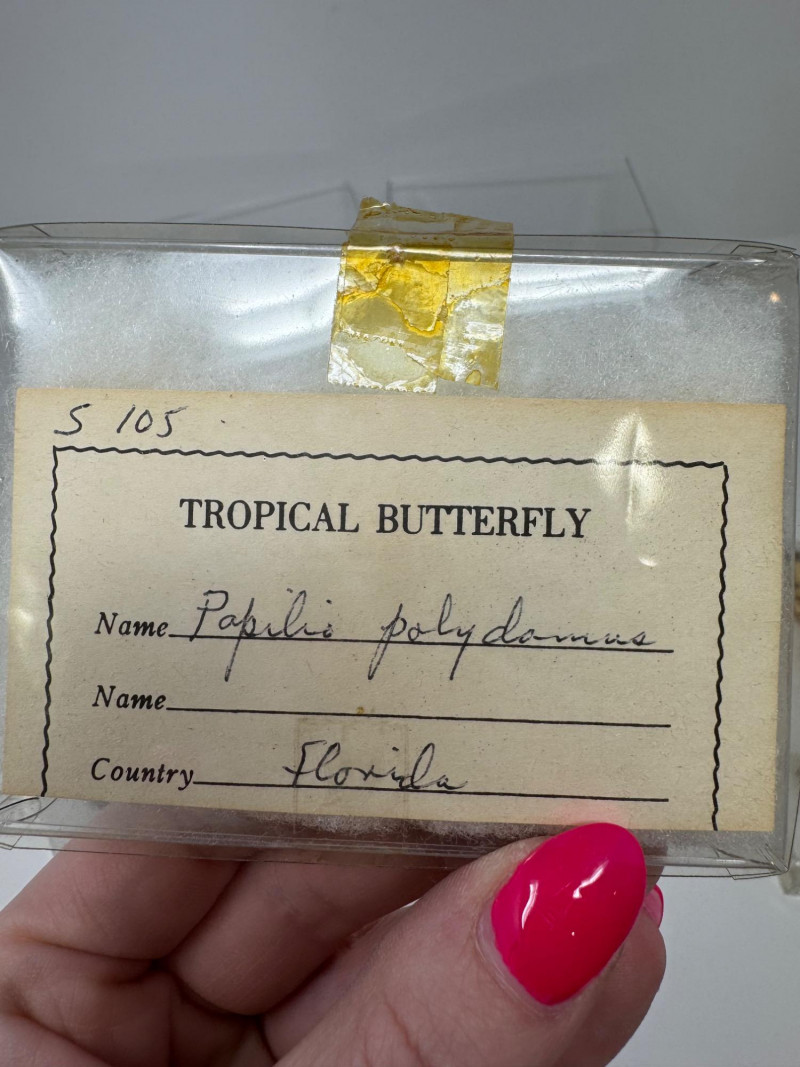 S 105
TROPICAL BUTTERFLY
Name Papilio polydamus
Name
Country Florida